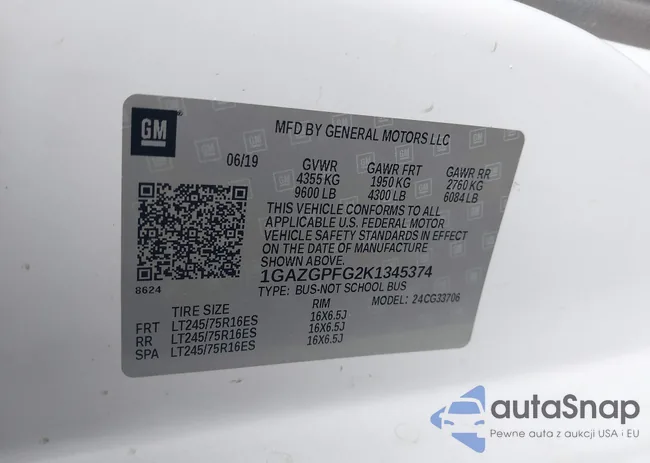 GM
MFD BY GENERAL MOTORS LLC
06/19 GVWR GAWR FRT GAWR RR
4355 KG 1950 KG 2760 KG
9600 LB 4300 LB 6084 LB
THIS VEHICLE CONFORMS TO ALL
APPLICABLE U.S. FEDERAL MOTOR
VEHICLE SAFETY STANDARDS IN EFFECT
ON THE DATE OF MANUFACTURE
SHOWN ABOVE.
1GAZGPFG2K1345374
8624
TYPE: BUS-NOT SCHOOL BUS
MODEL: 24CG33706
TIRE SIZE RIM
FRT LT245/75R16ES 16X6.5J
RR LT245/75R16ES 16X6.5J
SPA LT245/75R16ES 16X6.5J
autaSnap
Pewne auta z aukcji USA i EU